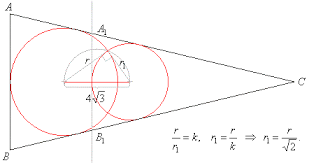 A
A₁
r
r₁
4√3
C
B₁
B
r/r₁ = k, r₁ = r/k ⇒ r₁ = r/√2.